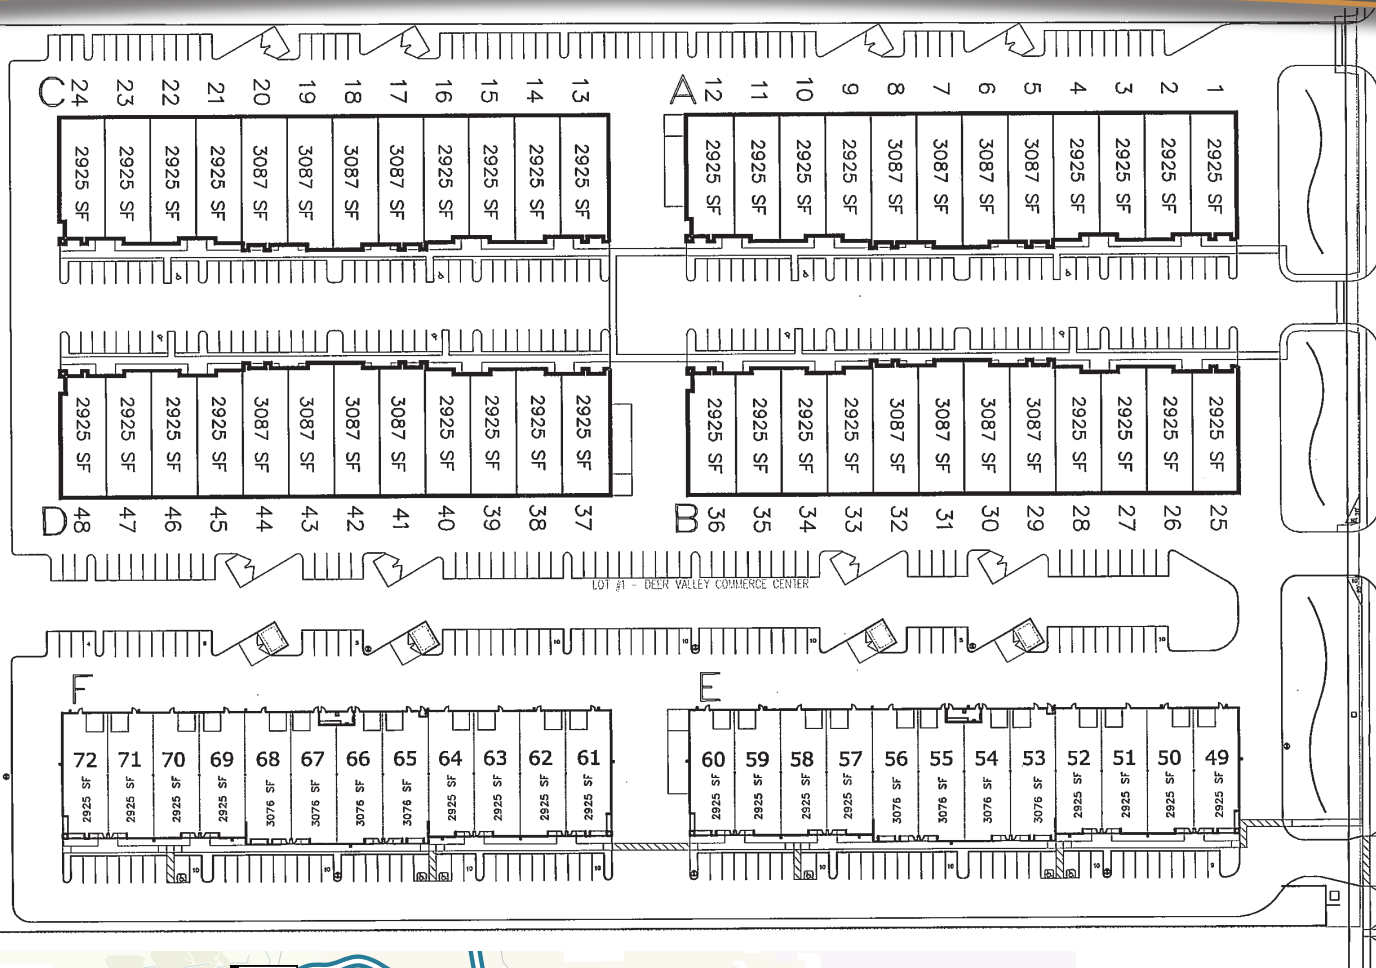 C 24 23 22 21 20 19 18 17 16 15 14 13 A 12 11 10 9 8 7 6 5 4 3 2 1
2925 SF 2925 SF 2925 SF 2925 SF 3087 SF 3087 SF 3087 SF 3087 SF 2925 SF 2925 SF 2925 SF 2925 SF 2925 SF 2925 SF 2925 SF 2925 SF 3087 SF 3087 SF 3087 SF 3087 SF 2925 SF 2925 SF 2925 SF 2925 SF
2925 SF 2925 SF 2925 SF 2925 SF 3087 SF 3087 SF 3087 SF 3087 SF 2925 SF 2925 SF 2925 SF 2925 SF 2925 SF 2925 SF 2925 SF 2925 SF 3087 SF 3087 SF 3087 SF 3087 SF 2925 SF 2925 SF 2925 SF 2925 SF
D 48 47 46 45 44 43 42 41 40 39 38 37 B 36 35 34 33 32 31 30 29 28 27 26 25
LOT #1 - DEER VALLEY COMMERCE CENTER
10 10 10 10
F E
72 71 70 69 68 67 66 65 64 63 62 61 60 59 58 57 56 55 54 53 52 51 50 49
2925 SF 2925 SF 2925 SF 2925 SF 3076 SF 3076 SF 3076 SF 3076 SF 2925 SF 2925 SF 2925 SF 2925 SF 2925 SF 2925 SF 2925 SF 2925 SF 3076 SF 3076 SF 3076 SF 3076 SF 2925 SF 2925 SF 2925 SF 2925 SF
10 10 10 10 10 10 10